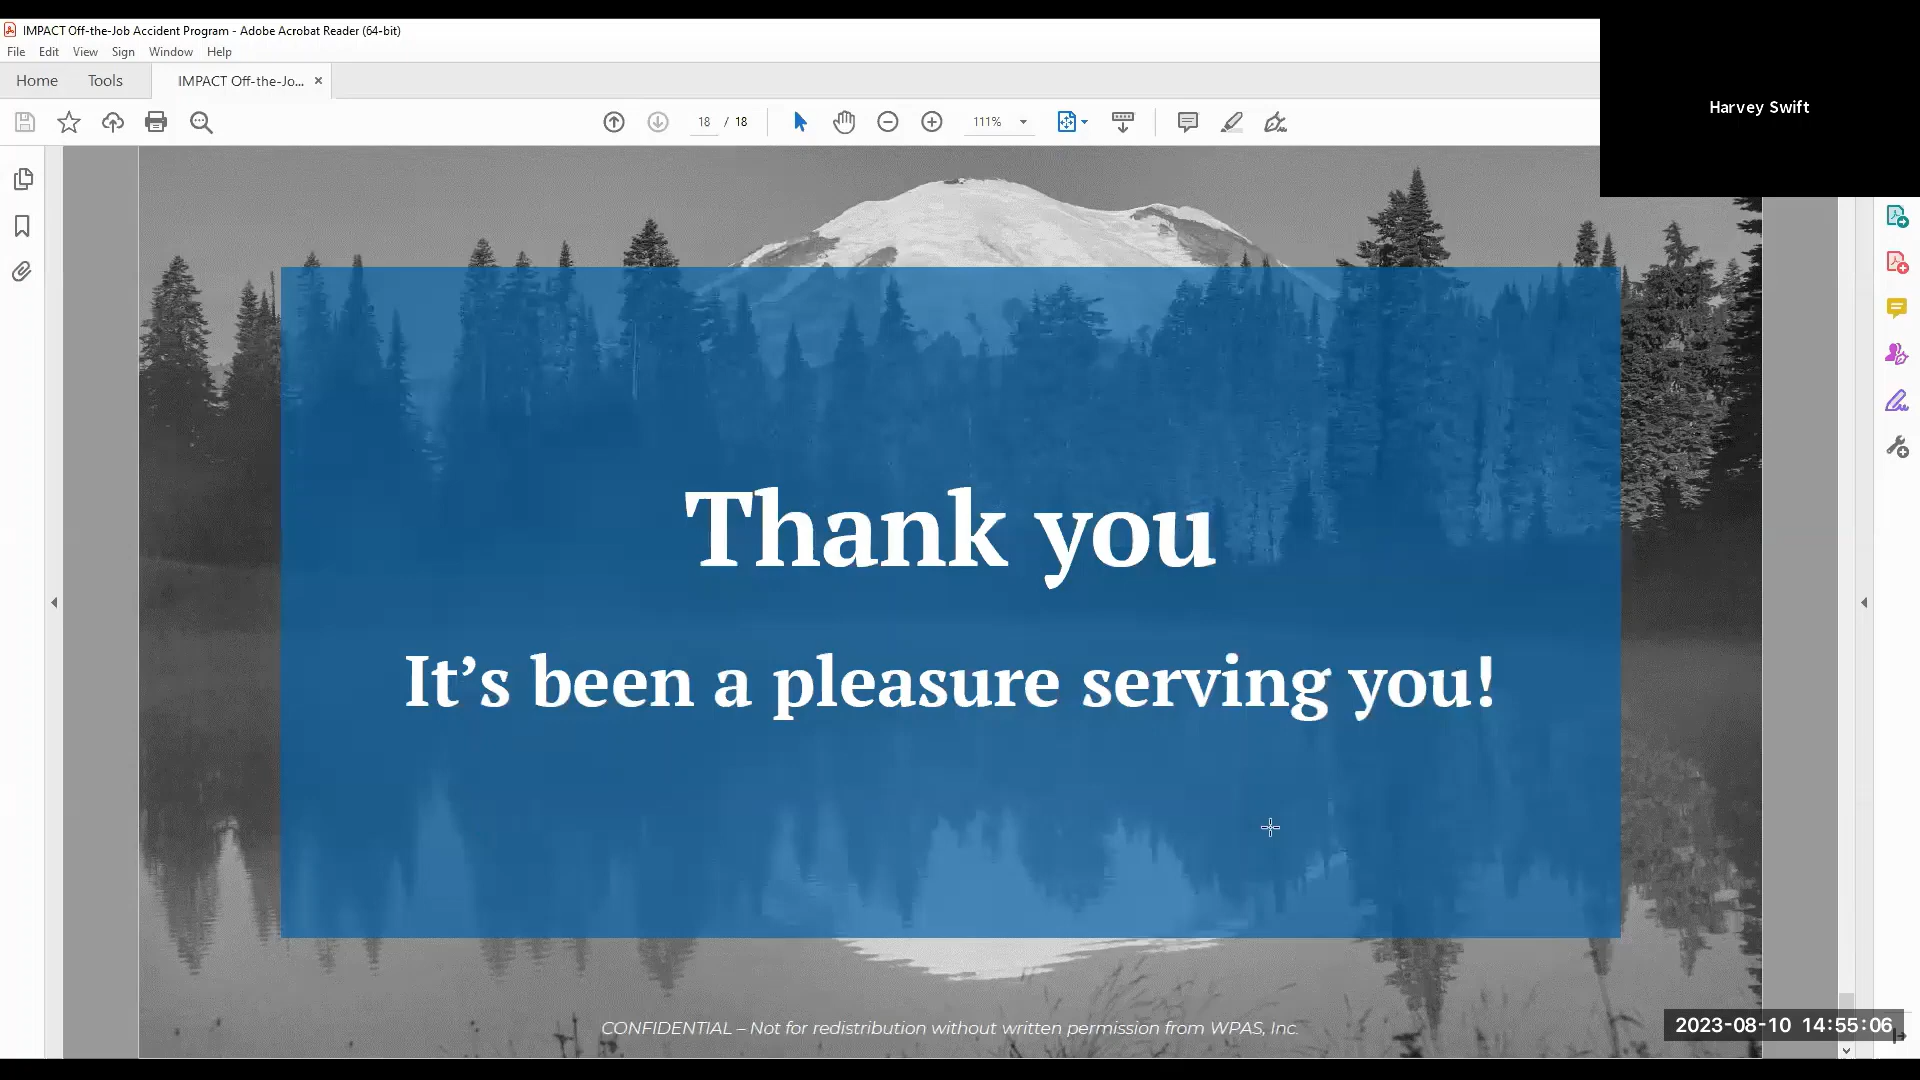 IMPACT Off-the-Job Accident Program - Adobe Acrobat Reader (64-bit)
File Edit View Sign Window Help
Home Tools IMPACT Off-the-Jo... ×
18 / 18 111%
Harvey Swift
Thank you
It’s been a pleasure serving you!
CONFIDENTIAL – Not for redistribution without written permission from WPAS, Inc.
2023-08-10 14:55:06